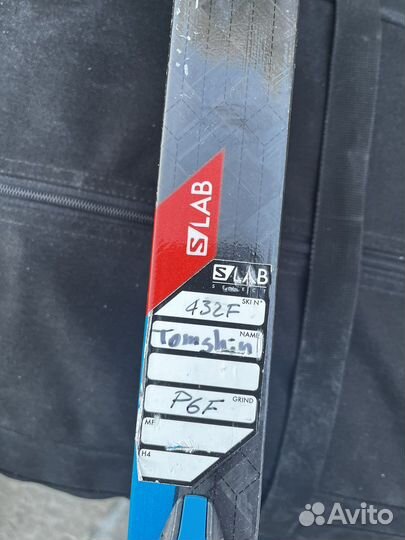 S/LAB
S/LAB
SELECT
432F SKI N°
Tomshin NAME
P6F GRIND
MF
H4
Avito